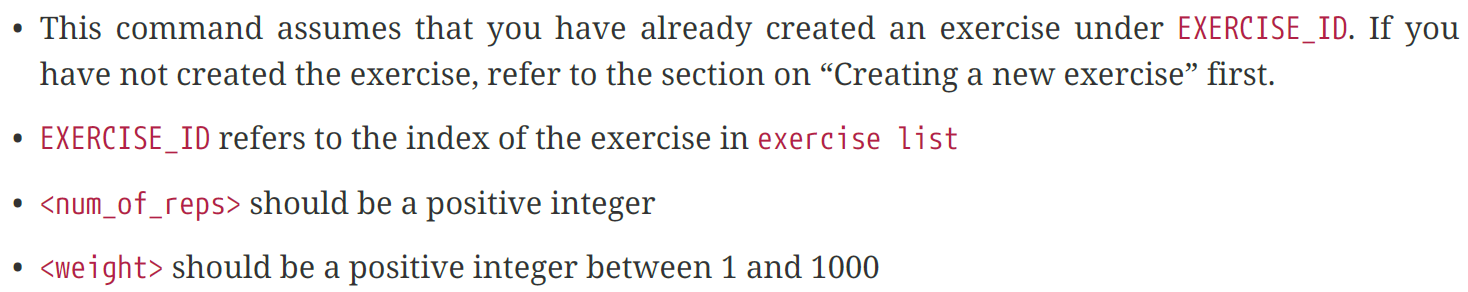 • This command assumes that you have already created an exercise under EXERCISE_ID. If you
have not created the exercise, refer to the section on “Creating a new exercise” first.
• EXERCISE_ID refers to the index of the exercise in exercise list
• <num_of_reps> should be a positive integer
• <weight> should be a positive integer between 1 and 1000